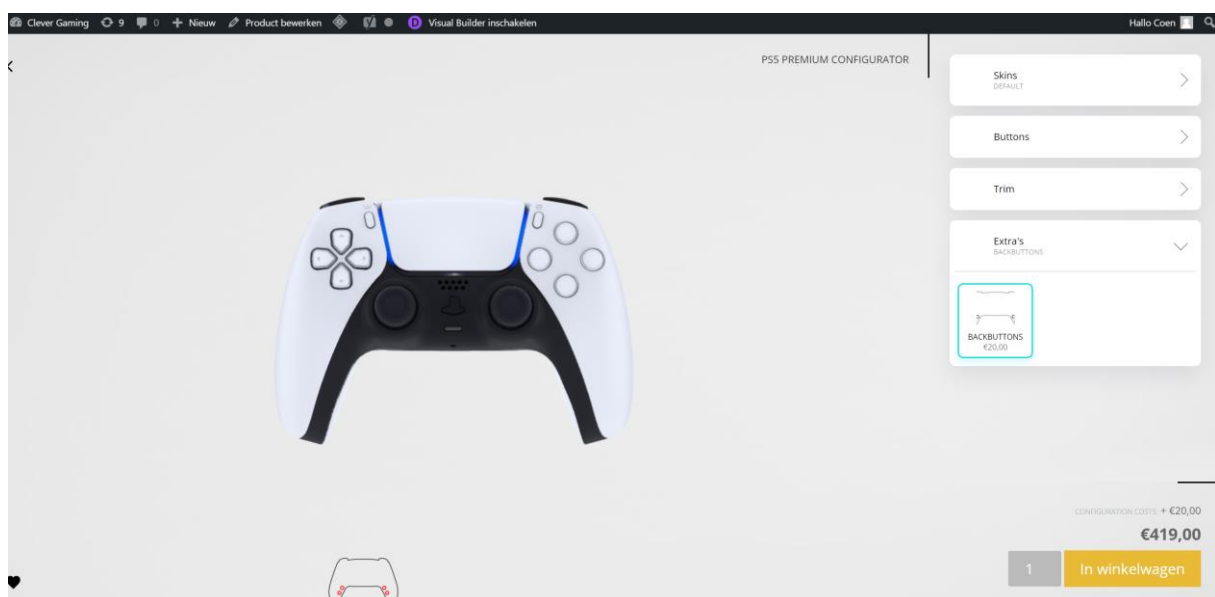 Clever Gaming 9 0 + Nieuw Product bewerken Visual Builder inschakelen Hallo Coen
PS5 PREMIUM CONFIGURATOR
Skins
DEFAULT
Buttons
Trim
Extra's
BACKBUTTONS
BACKBUTTONS
€20,00
CONFIGURATION COSTS: + €20,00
€419,00
1 In winkelwagen